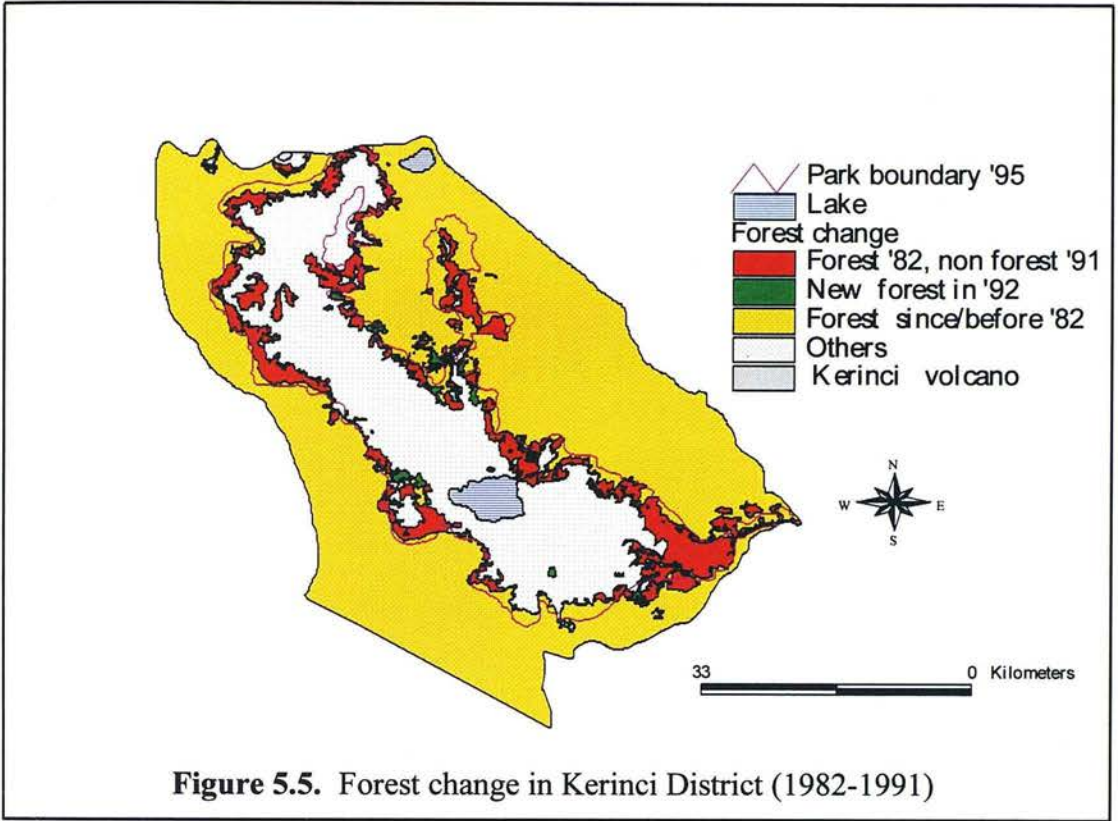 Park boundary '95
Lake
Forest change
Forest '82, non forest '91
New forest in '92
Forest since/before '82
Others
Kerinci volcano
N
W E
S
33 0 Kilometers
Figure 5.5. Forest change in Kerinci District (1982-1991)